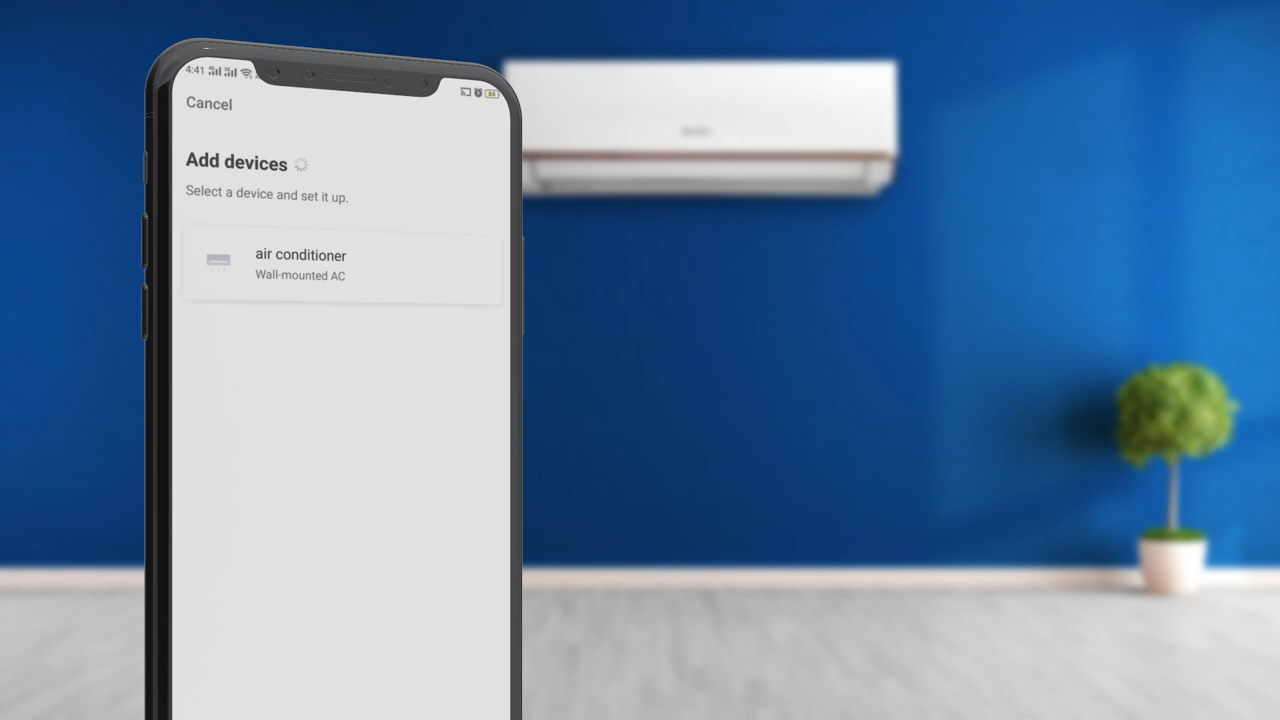 4:41
Cancel
Add devices
Select a device and set it up.
air conditioner
Wall-mounted AC